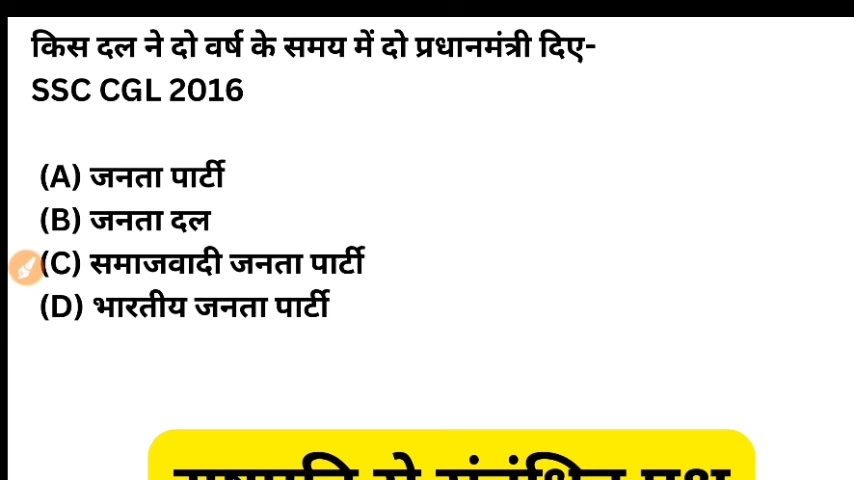 किस दल ने दो वर्ष के समय में दो प्रधानमंत्री दिए-
SSC CGL 2016
(A) जनता पार्टी
(B) जनता दल
(C) समाजवादी जनता पार्टी
(D) भारतीय जनता पार्टी